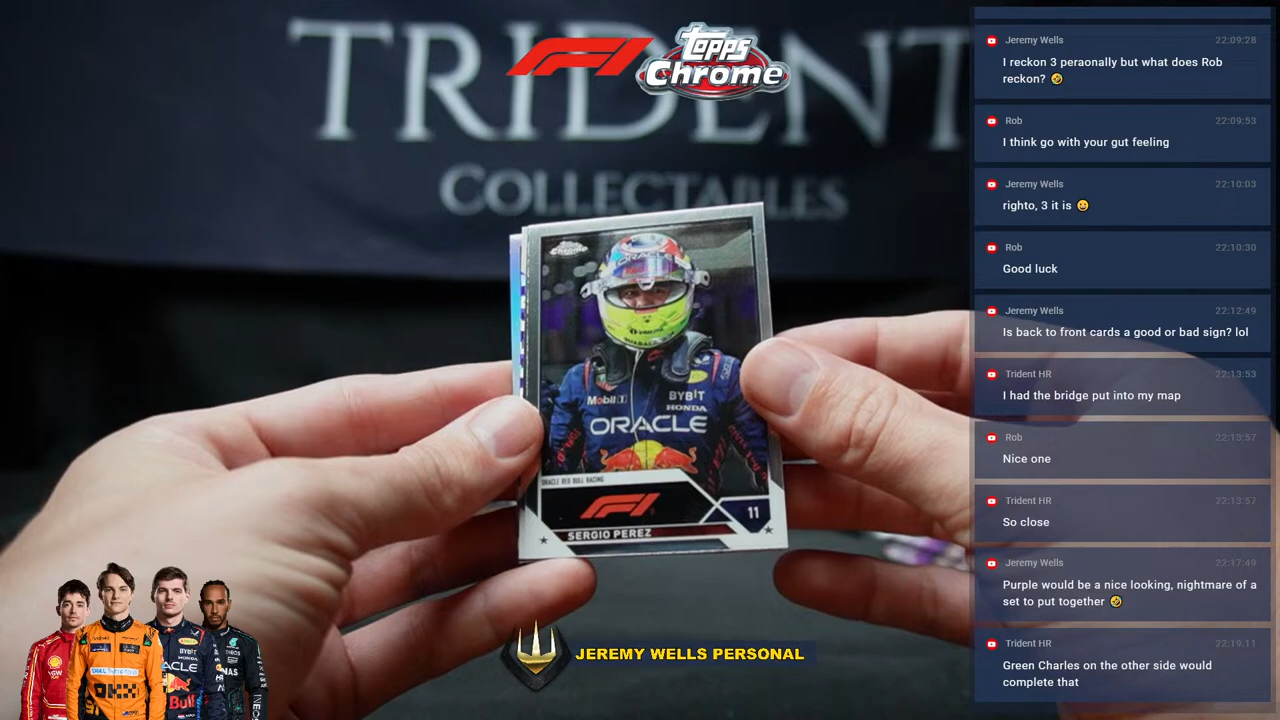 TRIDENT
COLLECTABLES
F1
Topps
Chrome
Topps
Chrome
Mobil 1
BYBIT
HONDA
ORACLE
Red Bull
ORACLE RED BULL RACING
F1
11
SERGIO PEREZ
JEREMY WELLS PERSONAL
Jeremy Wells 22:09:28
I reckon 3 peraonally but what does Rob
reckon? 🤣
Rob 22:09:53
I think go with your gut feeling
Jeremy Wells 22:10:03
righto, 3 it is 😀
Rob 22:10:30
Good luck
Jeremy Wells 22:12:49
Is back to front cards a good or bad sign? lol
Trident HR 22:13:53
I had the bridge put into my map
Rob 22:13:57
Nice one
Trident HR 22:13:57
So close
Jeremy Wells 22:17:49
Purple would be a nice looking, nightmare of a
set to put together 🤣
Trident HR 22:19:11
Green Charles on the other side would
complete that